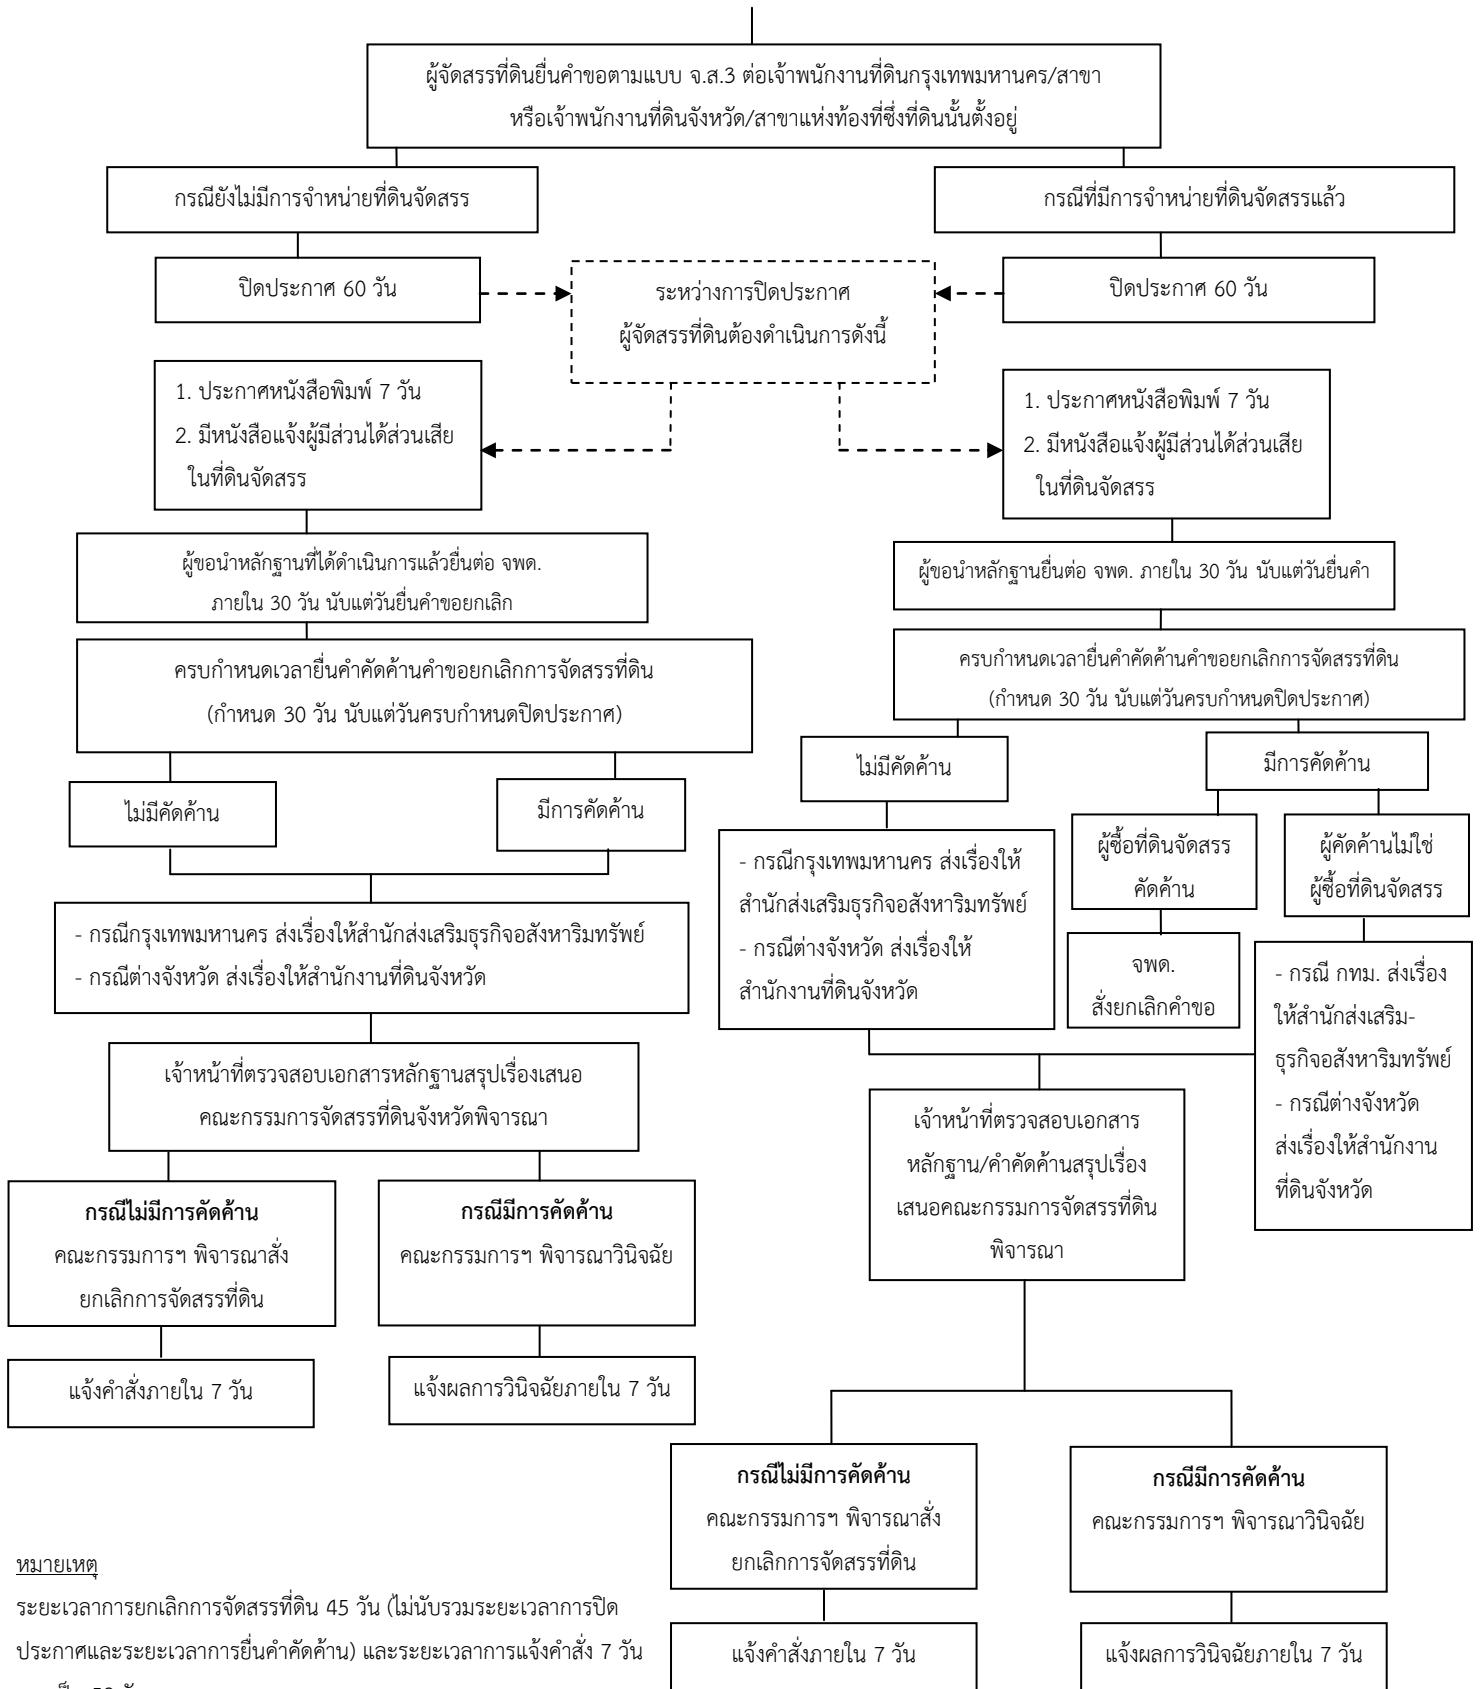 ผู้จัดสรรที่ดินยื่นคำขอตามแบบ จ.ส.3 ต่อเจ้าพนักงานที่ดินกรุงเทพมหานคร/สาขา
หรือเจ้าพนักงานที่ดินจังหวัด/สาขาแห่งท้องที่ซึ่งที่ดินนั้นตั้งอยู่
กรณียังไม่มีการจำหน่ายที่ดินจัดสรร
กรณีที่มีการจำหน่ายที่ดินจัดสรรแล้ว
ปิดประกาศ 60 วัน
ระหว่างการปิดประกาศ
ผู้จัดสรรที่ดินต้องดำเนินการดังนี้
ปิดประกาศ 60 วัน
1. ประกาศหนังสือพิมพ์ 7 วัน
2. มีหนังสือแจ้งผู้มีส่วนได้ส่วนเสีย
ในที่ดินจัดสรร
1. ประกาศหนังสือพิมพ์ 7 วัน
2. มีหนังสือแจ้งผู้มีส่วนได้ส่วนเสีย
ในที่ดินจัดสรร
ผู้ขอนำหลักฐานที่ได้ดำเนินการแล้วยื่นต่อ จพด.
ภายใน 30 วัน นับแต่วันยื่นคำขอยกเลิก
ผู้ขอนำหลักฐานยื่นต่อ จพด. ภายใน 30 วัน นับแต่วันยื่นคำ
ครบกำหนดเวลายื่นคำคัดค้านคำขอยกเลิกการจัดสรรที่ดิน
(กำหนด 30 วัน นับแต่วันครบกำหนดปิดประกาศ)
ครบกำหนดเวลายื่นคำคัดค้านคำขอยกเลิกการจัดสรรที่ดิน
(กำหนด 30 วัน นับแต่วันครบกำหนดปิดประกาศ)
ไม่มีคัดค้าน
มีการคัดค้าน
ไม่มีคัดค้าน
มีการคัดค้าน
- กรณีกรุงเทพมหานคร ส่งเรื่องให้
สำนักส่งเสริมธุรกิจอสังหาริมทรัพย์
- กรณีต่างจังหวัด ส่งเรื่องให้
สำนักงานที่ดินจังหวัด
ผู้ซื้อที่ดินจัดสรร
คัดค้าน
ผู้คัดค้านไม่ใช่
ผู้ซื้อที่ดินจัดสรร
- กรณีกรุงเทพมหานคร ส่งเรื่องให้สำนักส่งเสริมธุรกิจอสังหาริมทรัพย์
- กรณีต่างจังหวัด ส่งเรื่องให้สำนักงานที่ดินจังหวัด
จพด.
สั่งยกเลิกคำขอ
- กรณี กทม. ส่งเรื่อง
ให้สำนักส่งเสริม-
ธุรกิจอสังหาริมทรัพย์
- กรณีต่างจังหวัด
ส่งเรื่องให้สำนักงาน
ที่ดินจังหวัด
เจ้าหน้าที่ตรวจสอบเอกสารหลักฐานสรุปเรื่องเสนอ
คณะกรรมการจัดสรรที่ดินจังหวัดพิจารณา
เจ้าหน้าที่ตรวจสอบเอกสาร
หลักฐาน/คำคัดค้านสรุปเรื่อง
เสนอคณะกรรมการจัดสรรที่ดิน
พิจารณา
กรณีไม่มีการคัดค้าน
คณะกรรมการฯ พิจารณาสั่ง
ยกเลิกการจัดสรรที่ดิน
กรณีมีการคัดค้าน
คณะกรรมการฯ พิจารณาวินิจฉัย
แจ้งคำสั่งภายใน 7 วัน
แจ้งผลการวินิจฉัยภายใน 7 วัน
กรณีไม่มีการคัดค้าน
คณะกรรมการฯ พิจารณาสั่ง
ยกเลิกการจัดสรรที่ดิน
กรณีมีการคัดค้าน
คณะกรรมการฯ พิจารณาวินิจฉัย
แจ้งคำสั่งภายใน 7 วัน
แจ้งผลการวินิจฉัยภายใน 7 วัน
หมายเหตุ
ระยะเวลาการยกเลิกการจัดสรรที่ดิน 45 วัน (ไม่นับรวมระยะเวลาการปิด
ประกาศและระยะเวลาการยื่นคำคัดค้าน) และระยะเวลาการแจ้งคำสั่ง 7 วัน